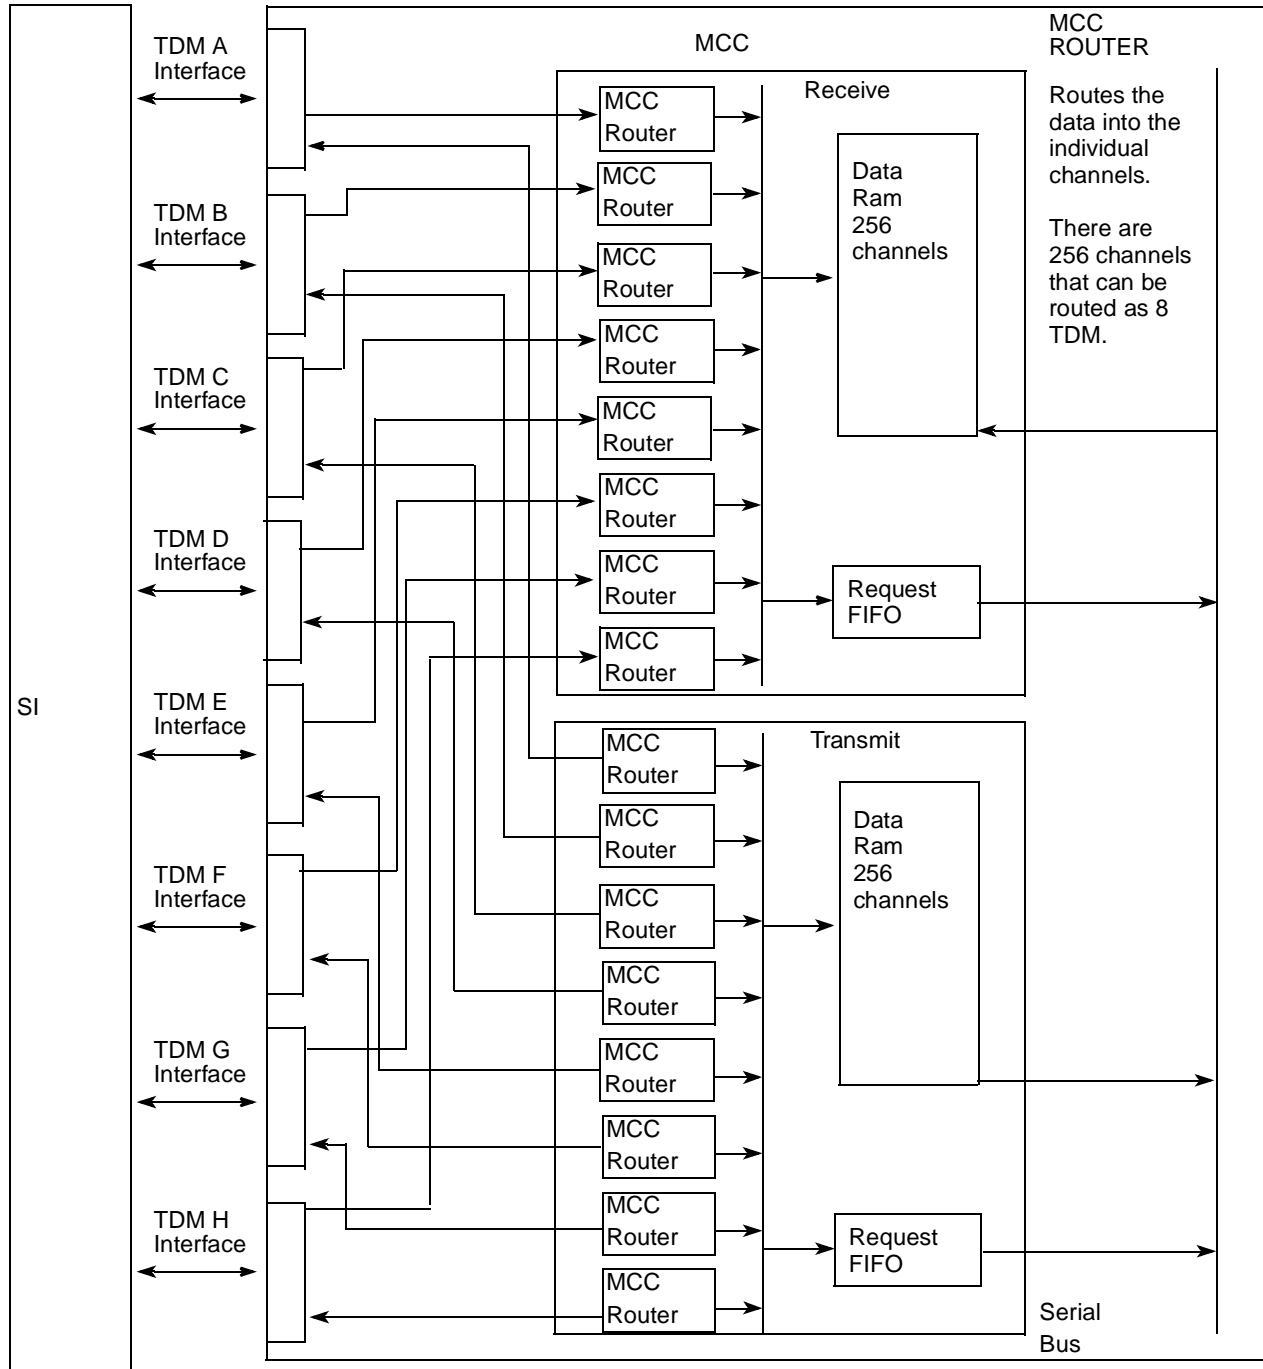 SI
TDM A
Interface
TDM B
Interface
TDM C
Interface
TDM D
Interface
TDM E
Interface
TDM F
Interface
TDM G
Interface
TDM H
Interface
MCC
Receive
MCC
Router
MCC
Router
MCC
Router
MCC
Router
MCC
Router
MCC
Router
MCC
Router
MCC
Router
Data
Ram
256
channels
Request
FIFO
Transmit
MCC
Router
MCC
Router
MCC
Router
MCC
Router
MCC
Router
MCC
Router
MCC
Router
MCC
Router
Data
Ram
256
channels
Request
FIFO
MCC
ROUTER
Routes the
data into the
individual
channels.
There are
256 channels
that can be
routed as 8
TDM.
Serial
Bus